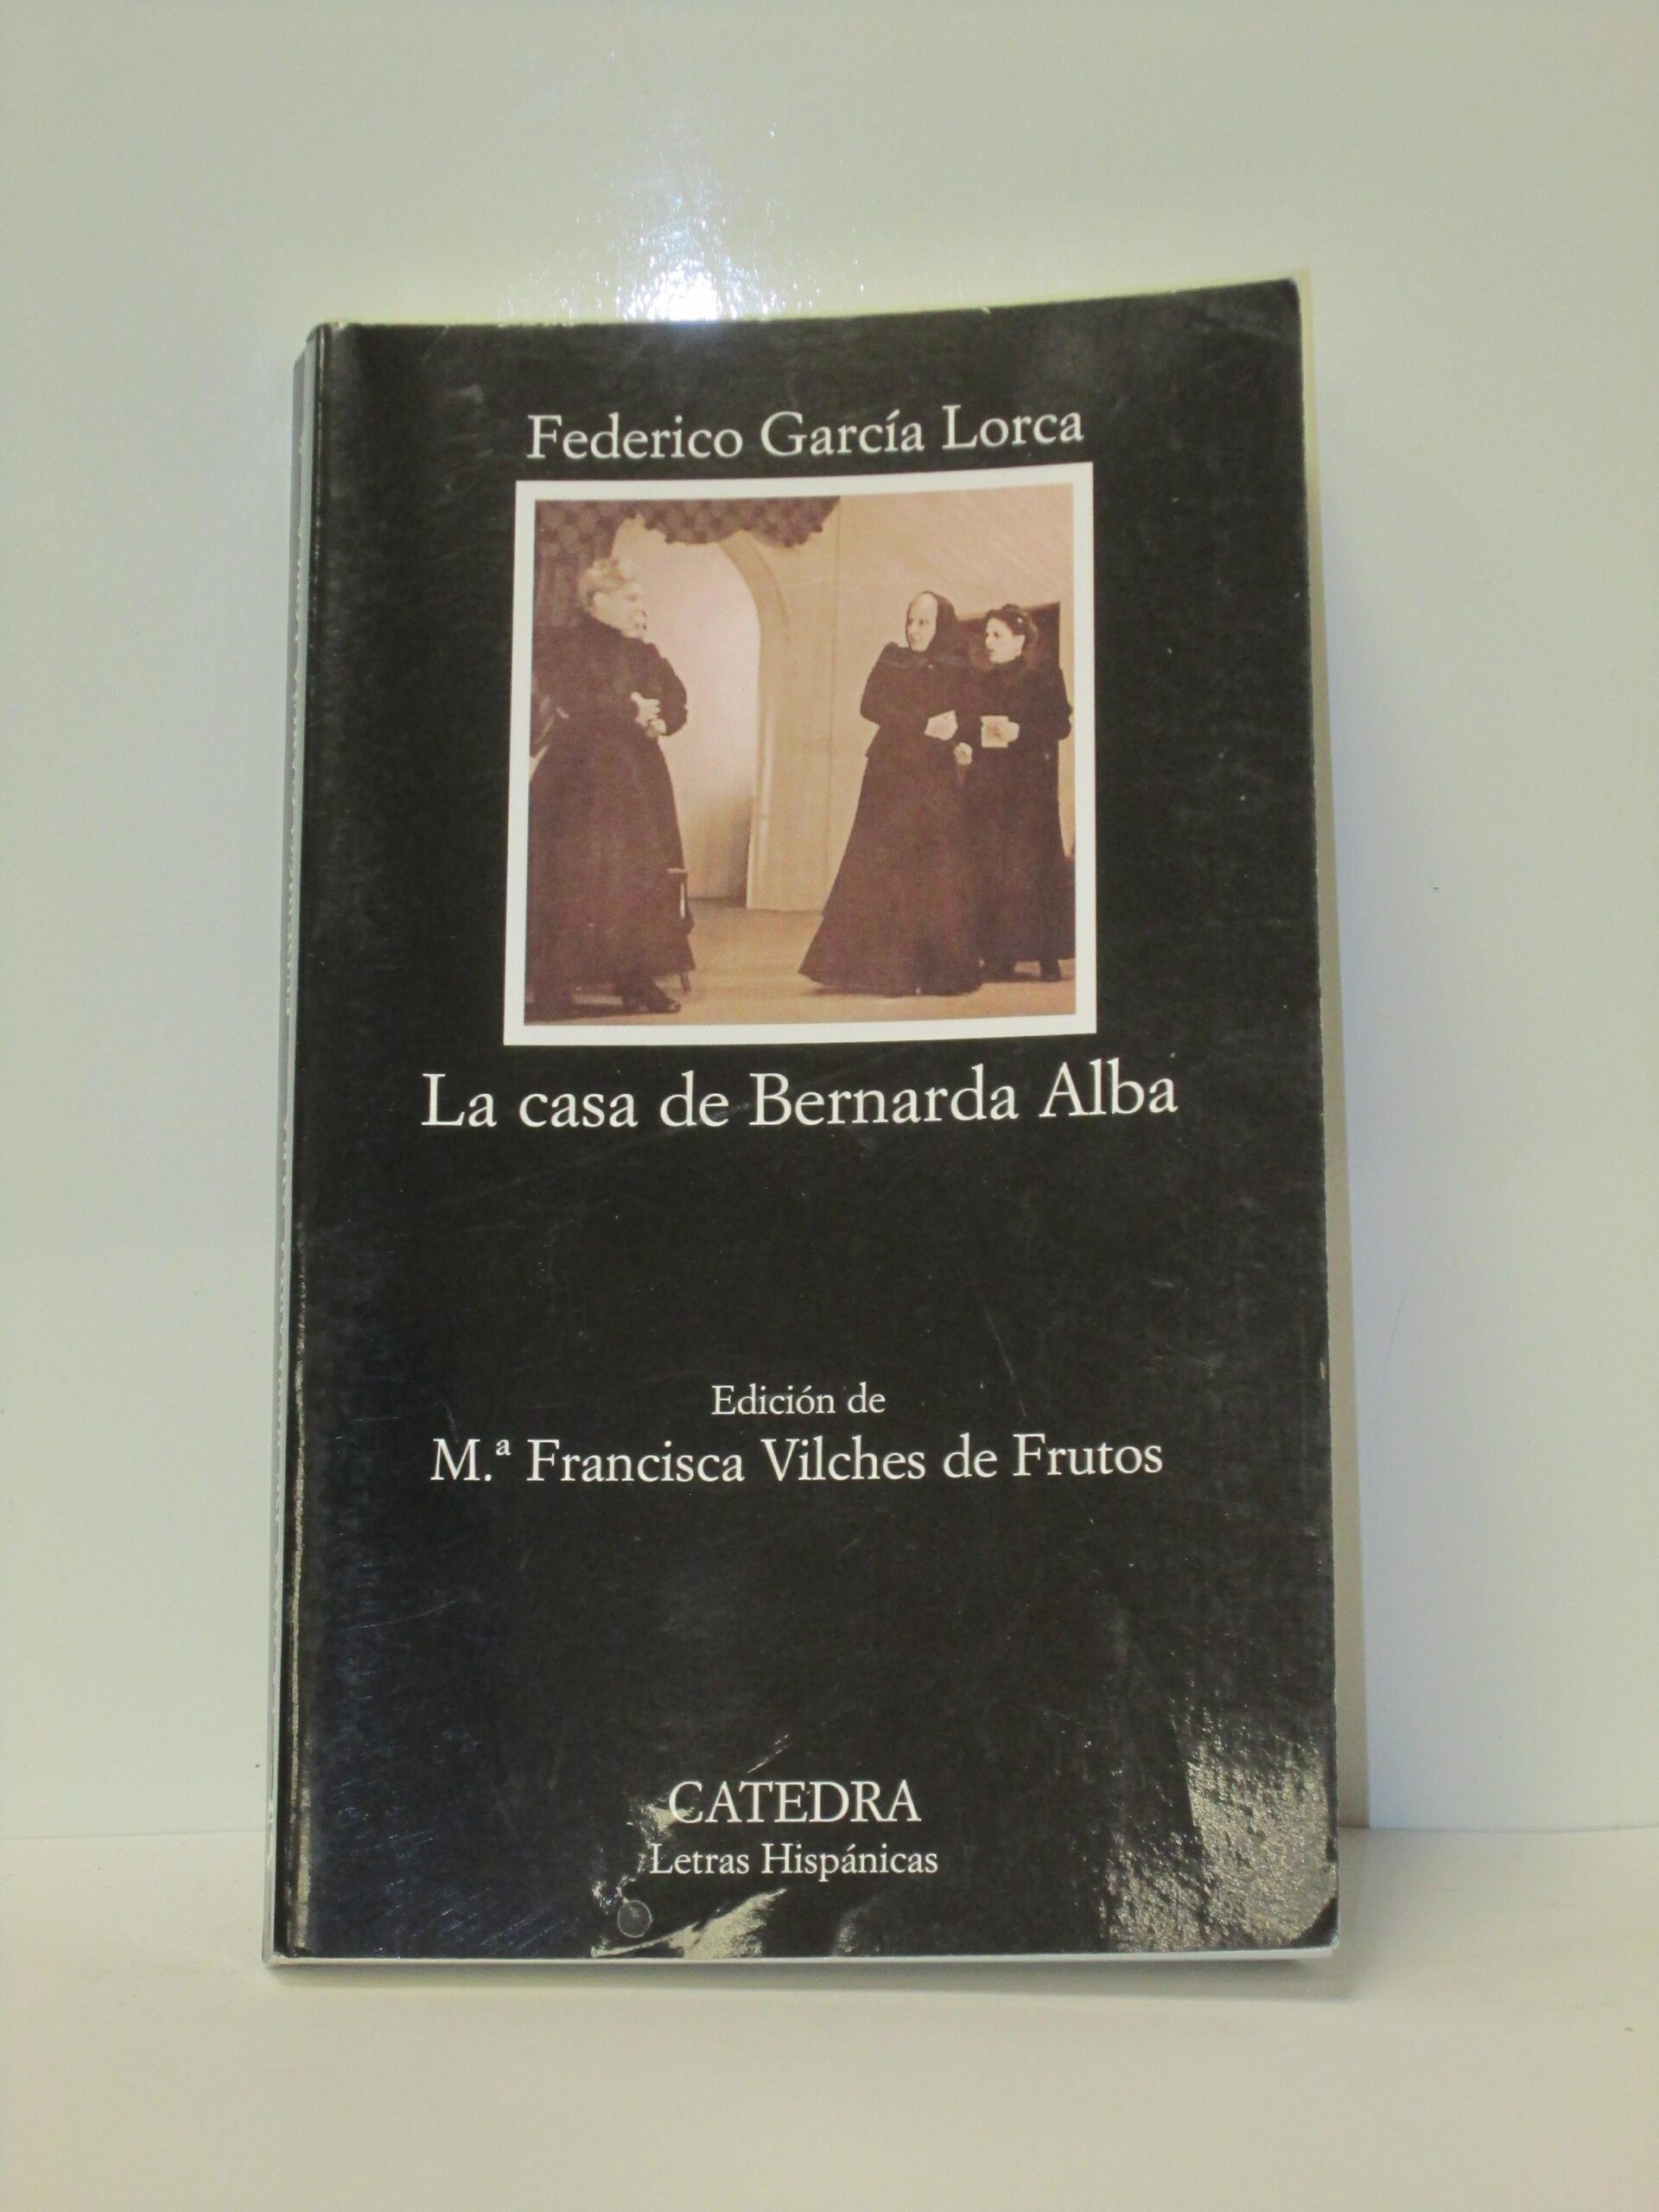 Federico García Lorca
La casa de Bernarda Alba
Edición de
M.ª Francisca Vilches de Frutos
CATEDRA
Letras Hispánicas